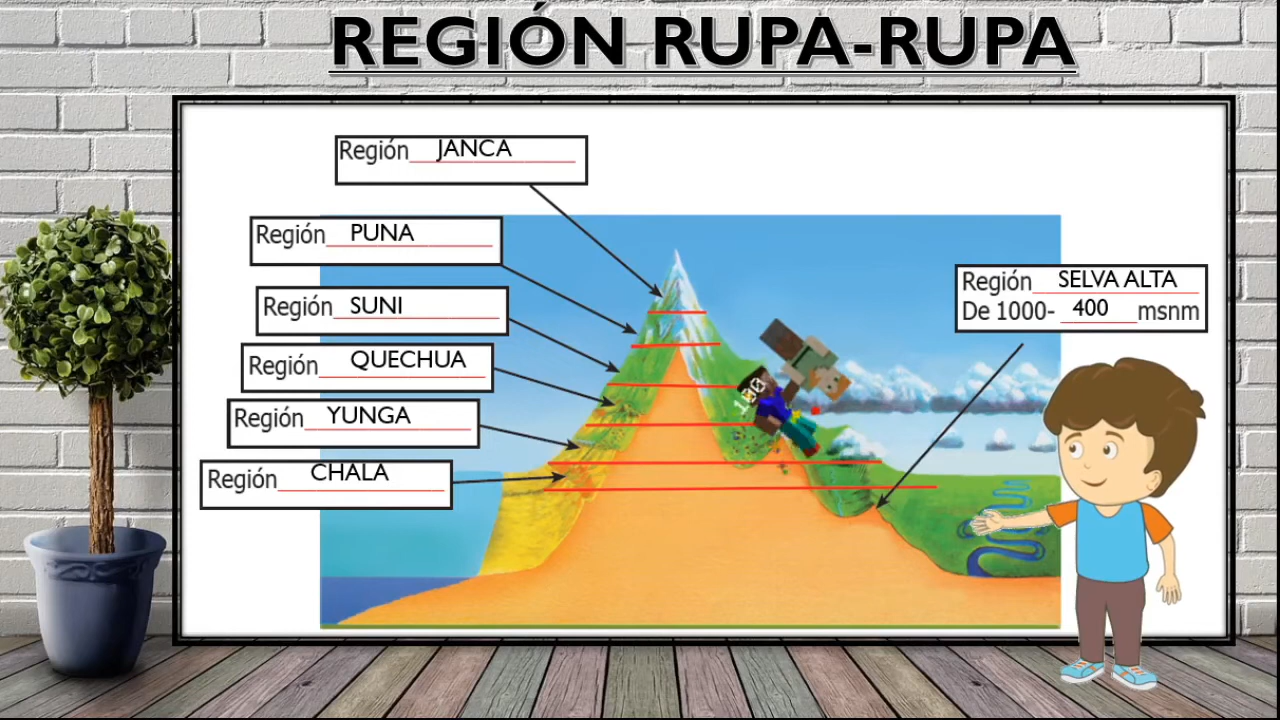 REGIÓN RUPA-RUPA
Región JANCA
Región PUNA
Región SUNI
Región QUECHUA
Región YUNGA
Región CHALA
Región SELVA ALTA
De 1000- 400 msnm